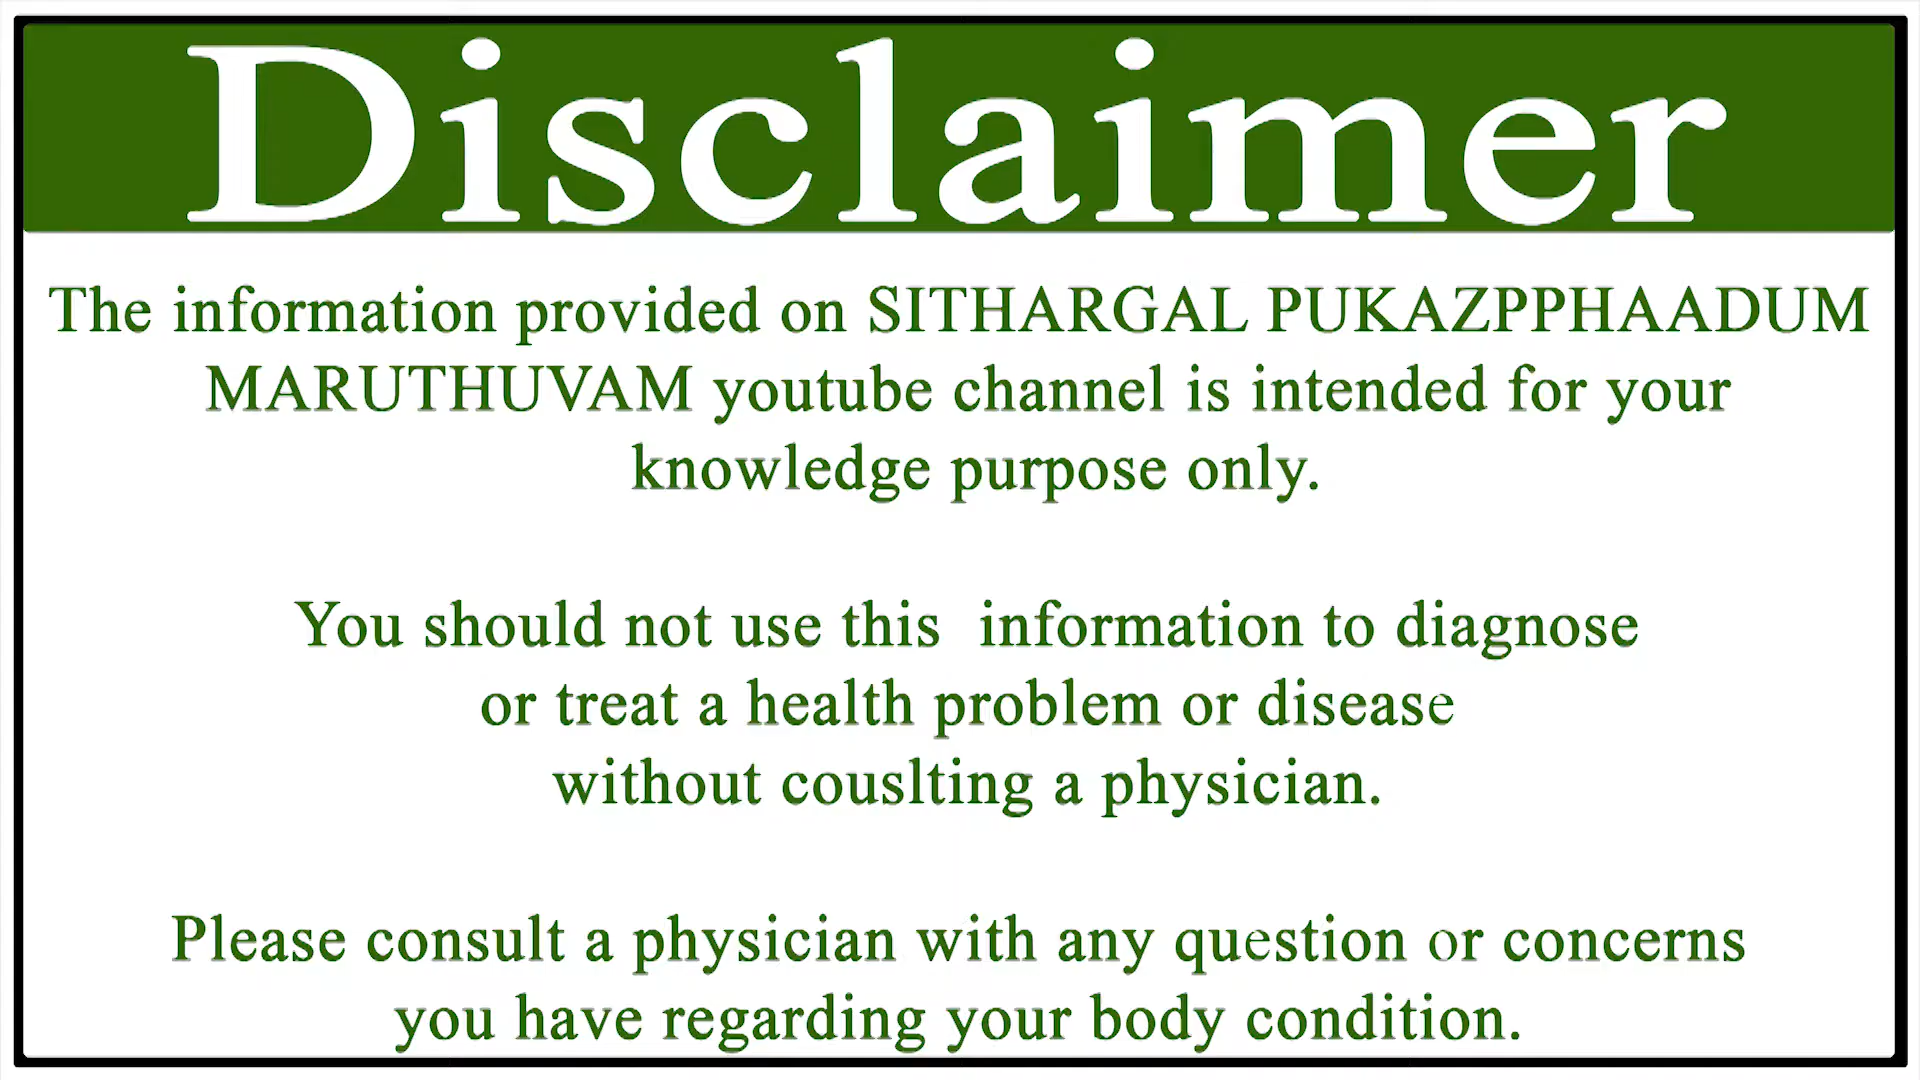 Disclaimer
The information provided on SITHARGAL PUKAZPPHAADUM
MARUTHUVAM youtube channel is intended for your
knowledge purpose only.
You should not use this information to diagnose
or treat a health problem or disease
without couslting a physician.
Please consult a physician with any question or concerns
you have regarding your body condition.